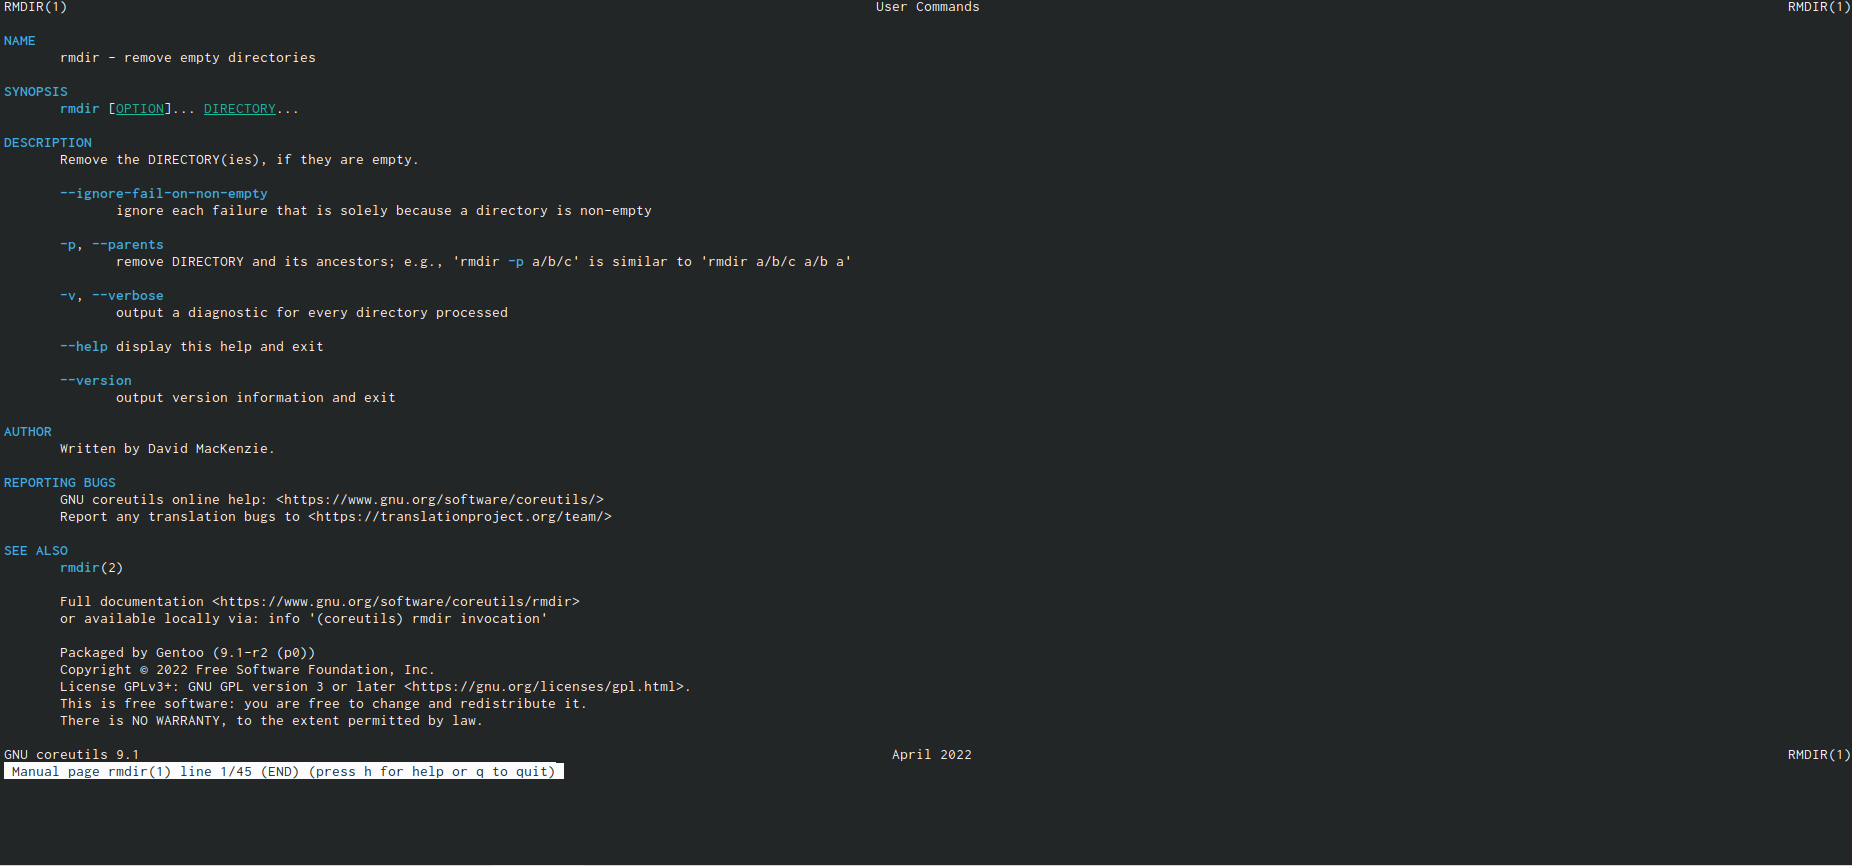 RMDIR(1) User Commands RMDIR(1)
NAME
rmdir - remove empty directories
SYNOPSIS
rmdir [OPTION]... DIRECTORY...
DESCRIPTION
Remove the DIRECTORY(ies), if they are empty.
--ignore-fail-on-non-empty
ignore each failure that is solely because a directory is non-empty
-p, --parents
remove DIRECTORY and its ancestors; e.g., 'rmdir -p a/b/c' is similar to 'rmdir a/b/c a/b a'
-v, --verbose
output a diagnostic for every directory processed
--help display this help and exit
--version
output version information and exit
AUTHOR
Written by David MacKenzie.
REPORTING BUGS
GNU coreutils online help: <https://www.gnu.org/software/coreutils/>
Report any translation bugs to <https://translationproject.org/team/>
SEE ALSO
rmdir(2)
Full documentation <https://www.gnu.org/software/coreutils/rmdir>
or available locally via: info '(coreutils) rmdir invocation'
Packaged by Gentoo (9.1-r2 (p0))
Copyright © 2022 Free Software Foundation, Inc.
License GPLv3+: GNU GPL version 3 or later <https://gnu.org/licenses/gpl.html>.
This is free software: you are free to change and redistribute it.
There is NO WARRANTY, to the extent permitted by law.
GNU coreutils 9.1 April 2022 RMDIR(1)
Manual page rmdir(1) line 1/45 (END) (press h for help or q to quit)